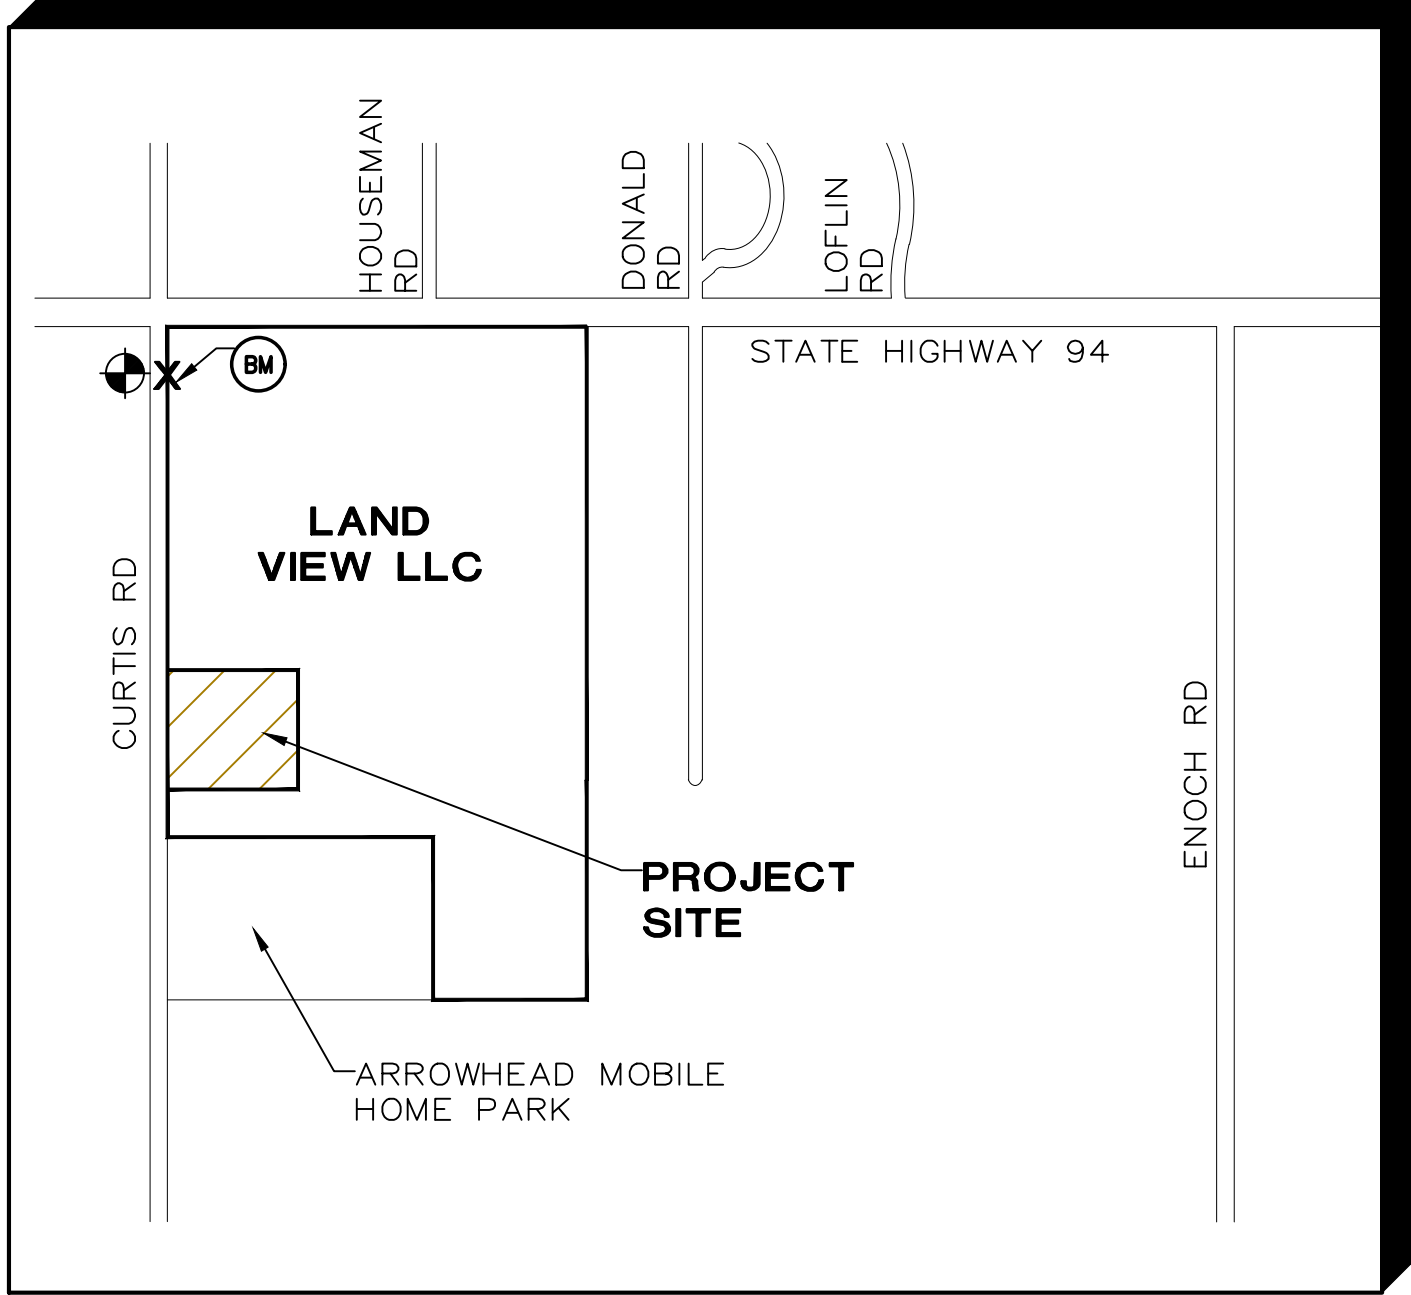 HOUSEMAN
RD
DONALD
RD
LOFLIN
RD
STATE HIGHWAY 94
X
BM
LAND
VIEW LLC
CURTIS RD
ENOCH RD
PROJECT
SITE
ARROWHEAD MOBILE
HOME PARK